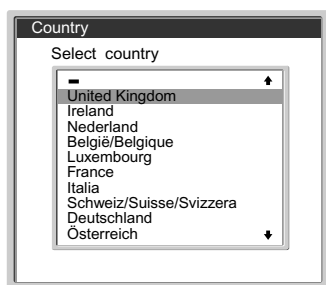 Country
Select country
-
United Kingdom
Ireland
Nederland
België/Belgique
Luxembourg
France
Italia
Schweiz/Suisse/Svizzera
Deutschland
Österreich